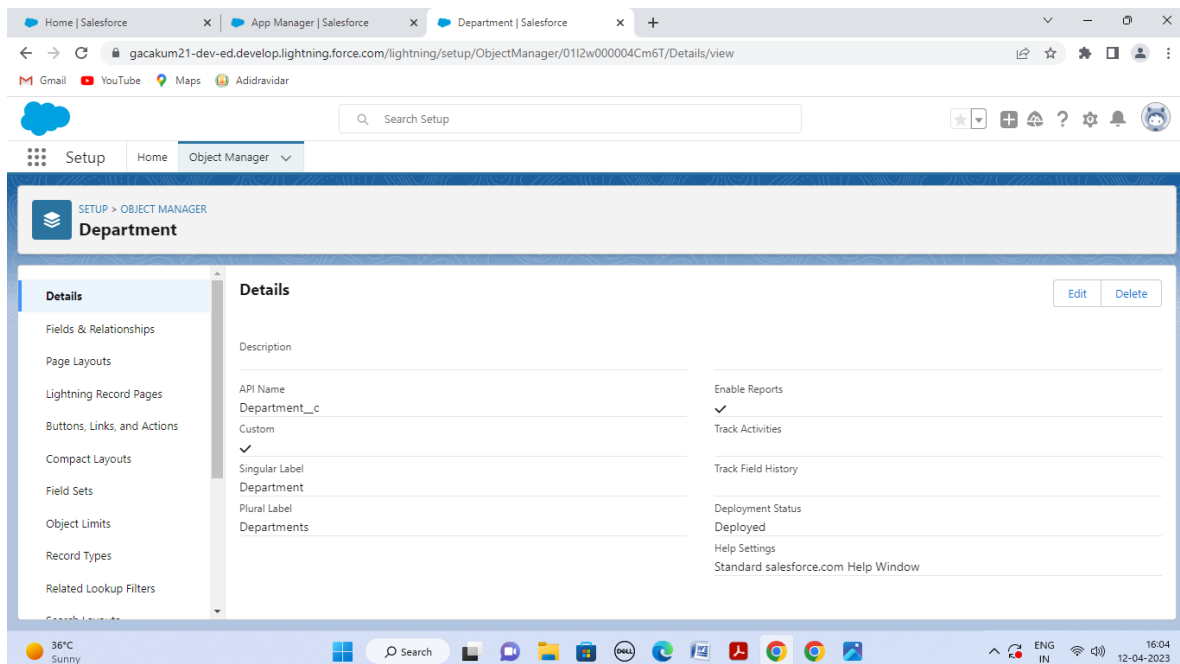 Home | Salesforce
App Manager | Salesforce
Department | Salesforce
gacakum21-dev-ed.develop.lightning.force.com/lightning/setup/ObjectManager/01I2w000004Cm6T/Details/view
Gmail YouTube Maps Adidravidar
Search Setup
Setup Home Object Manager
SETUP > OBJECT MANAGER
Department
Details
Fields & Relationships
Page Layouts
Lightning Record Pages
Buttons, Links, and Actions
Compact Layouts
Field Sets
Object Limits
Record Types
Related Lookup Filters
Search Layouts
Details
Edit Delete
Description
API Name
Department__c
Custom
Singular Label
Department
Plural Label
Departments
Enable Reports
Track Activities
Track Field History
Deployment Status
Deployed
Help Settings
Standard salesforce.com Help Window
36°C
Sunny
Search
DELL
ENG
IN
16:04
12-04-2023